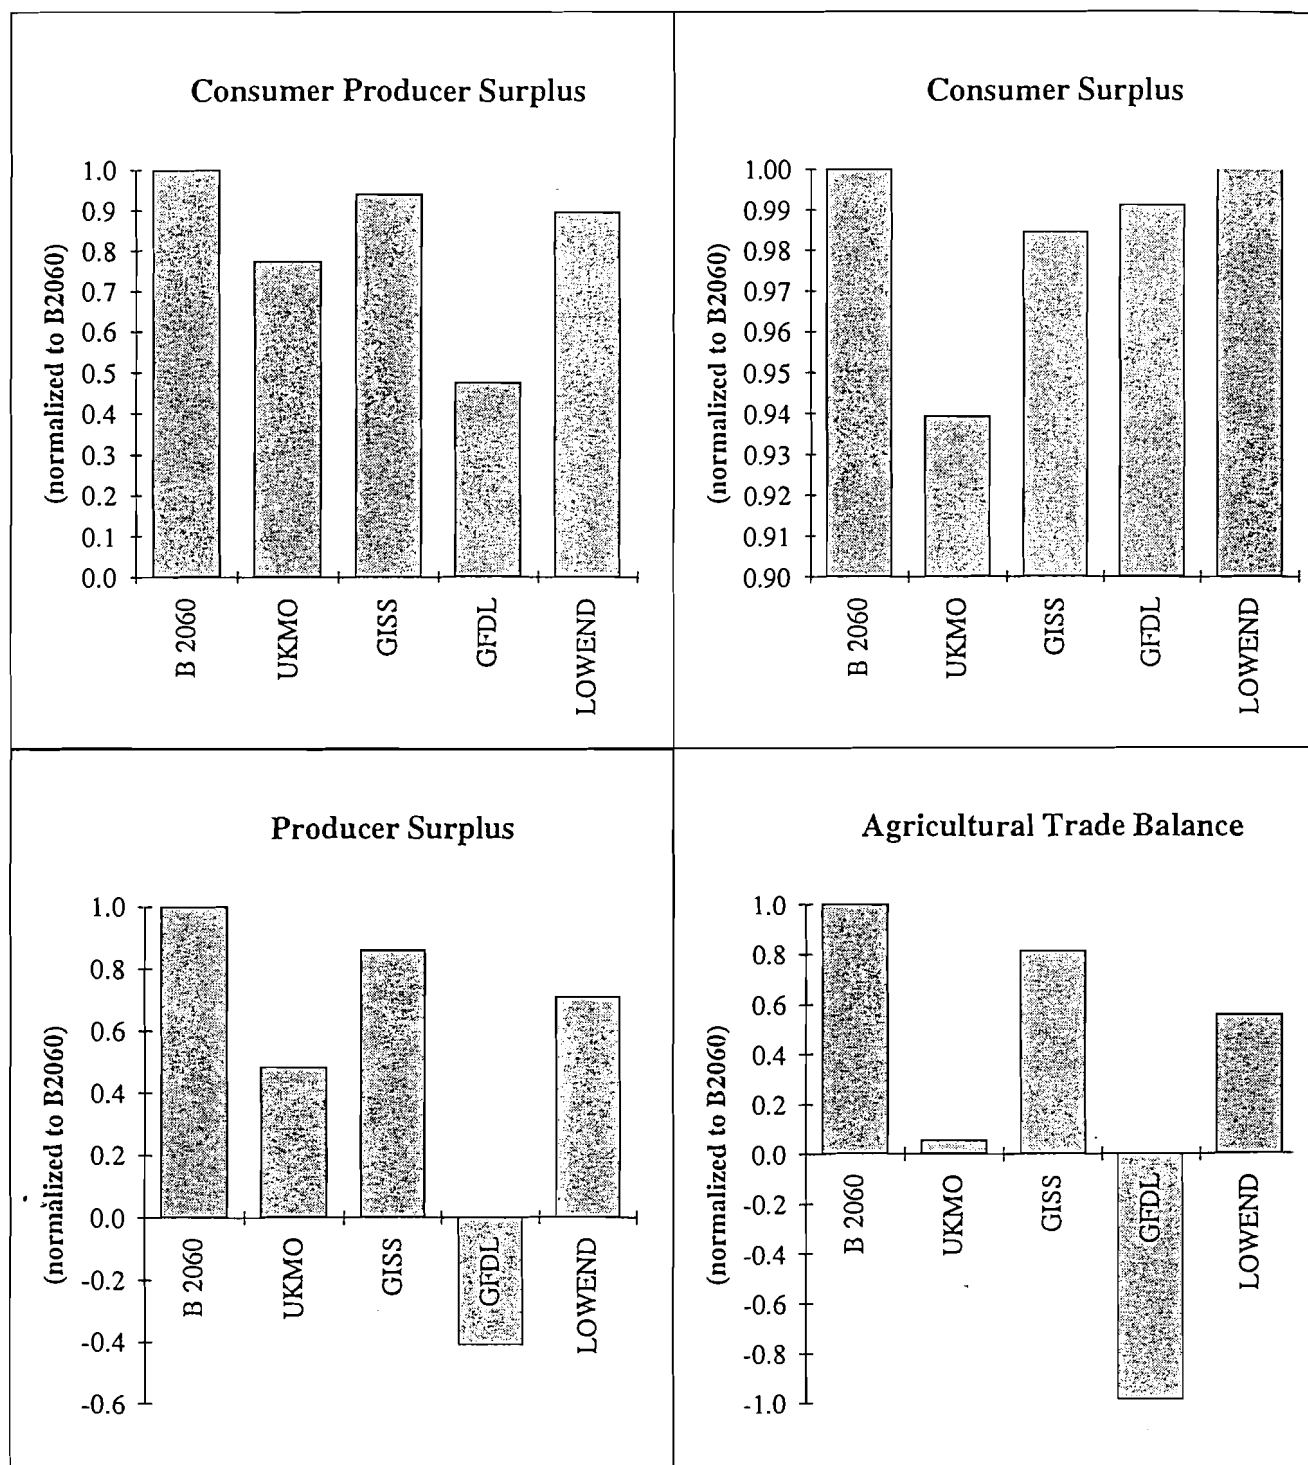 Consumer Producer Surplus
(normalized to B2060)
1.0
0.9
0.8
0.7
0.6
0.5
0.4
0.3
0.2
0.1
0.0
B 2060
UKMO
GISS
GFDL
LOWEND
Consumer Surplus
(normalized to B2060)
1.00
0.99
0.98
0.97
0.96
0.95
0.94
0.93
0.92
0.91
0.90
B 2060
UKMO
GISS
GFDL
LOWEND
Producer Surplus
(normalized to B2060)
1.0
0.8
0.6
0.4
0.2
0.0
-0.2
-0.4
-0.6
B 2060
UKMO
GISS
GFDL
LOWEND
Agricultural Trade Balance
(normalized to B2060)
1.0
0.8
0.6
0.4
0.2
0.0
-0.2
-0.4
-0.6
-0.8
-1.0
B 2060
UKMO
GISS
GFDL
LOWEND